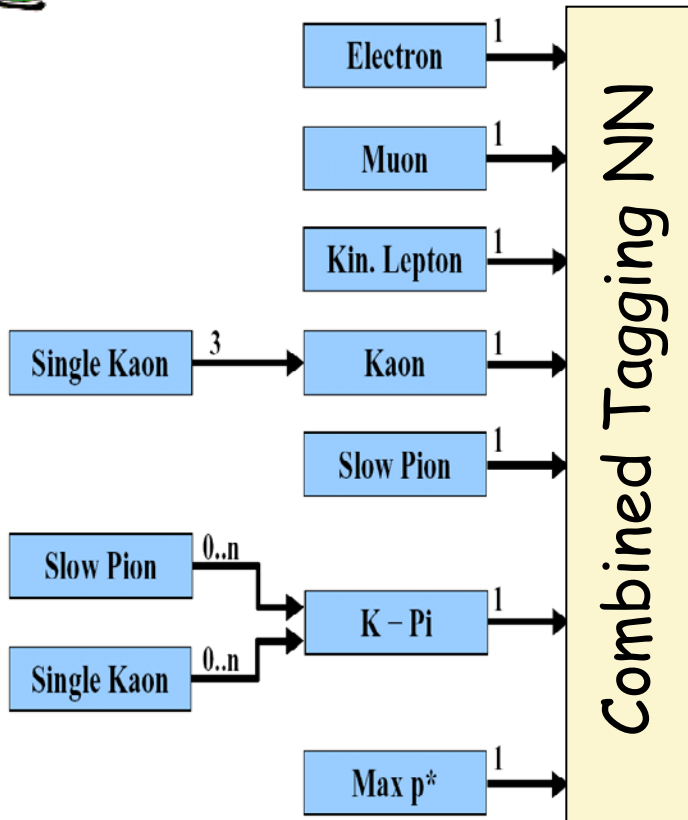 Electron
1
Muon
1
Kin. Lepton
1
Single Kaon
3
Kaon
1
Slow Pion
1
Slow Pion
0..n
Single Kaon
0..n
K – Pi
1
Max p*
1
Combined Tagging NN